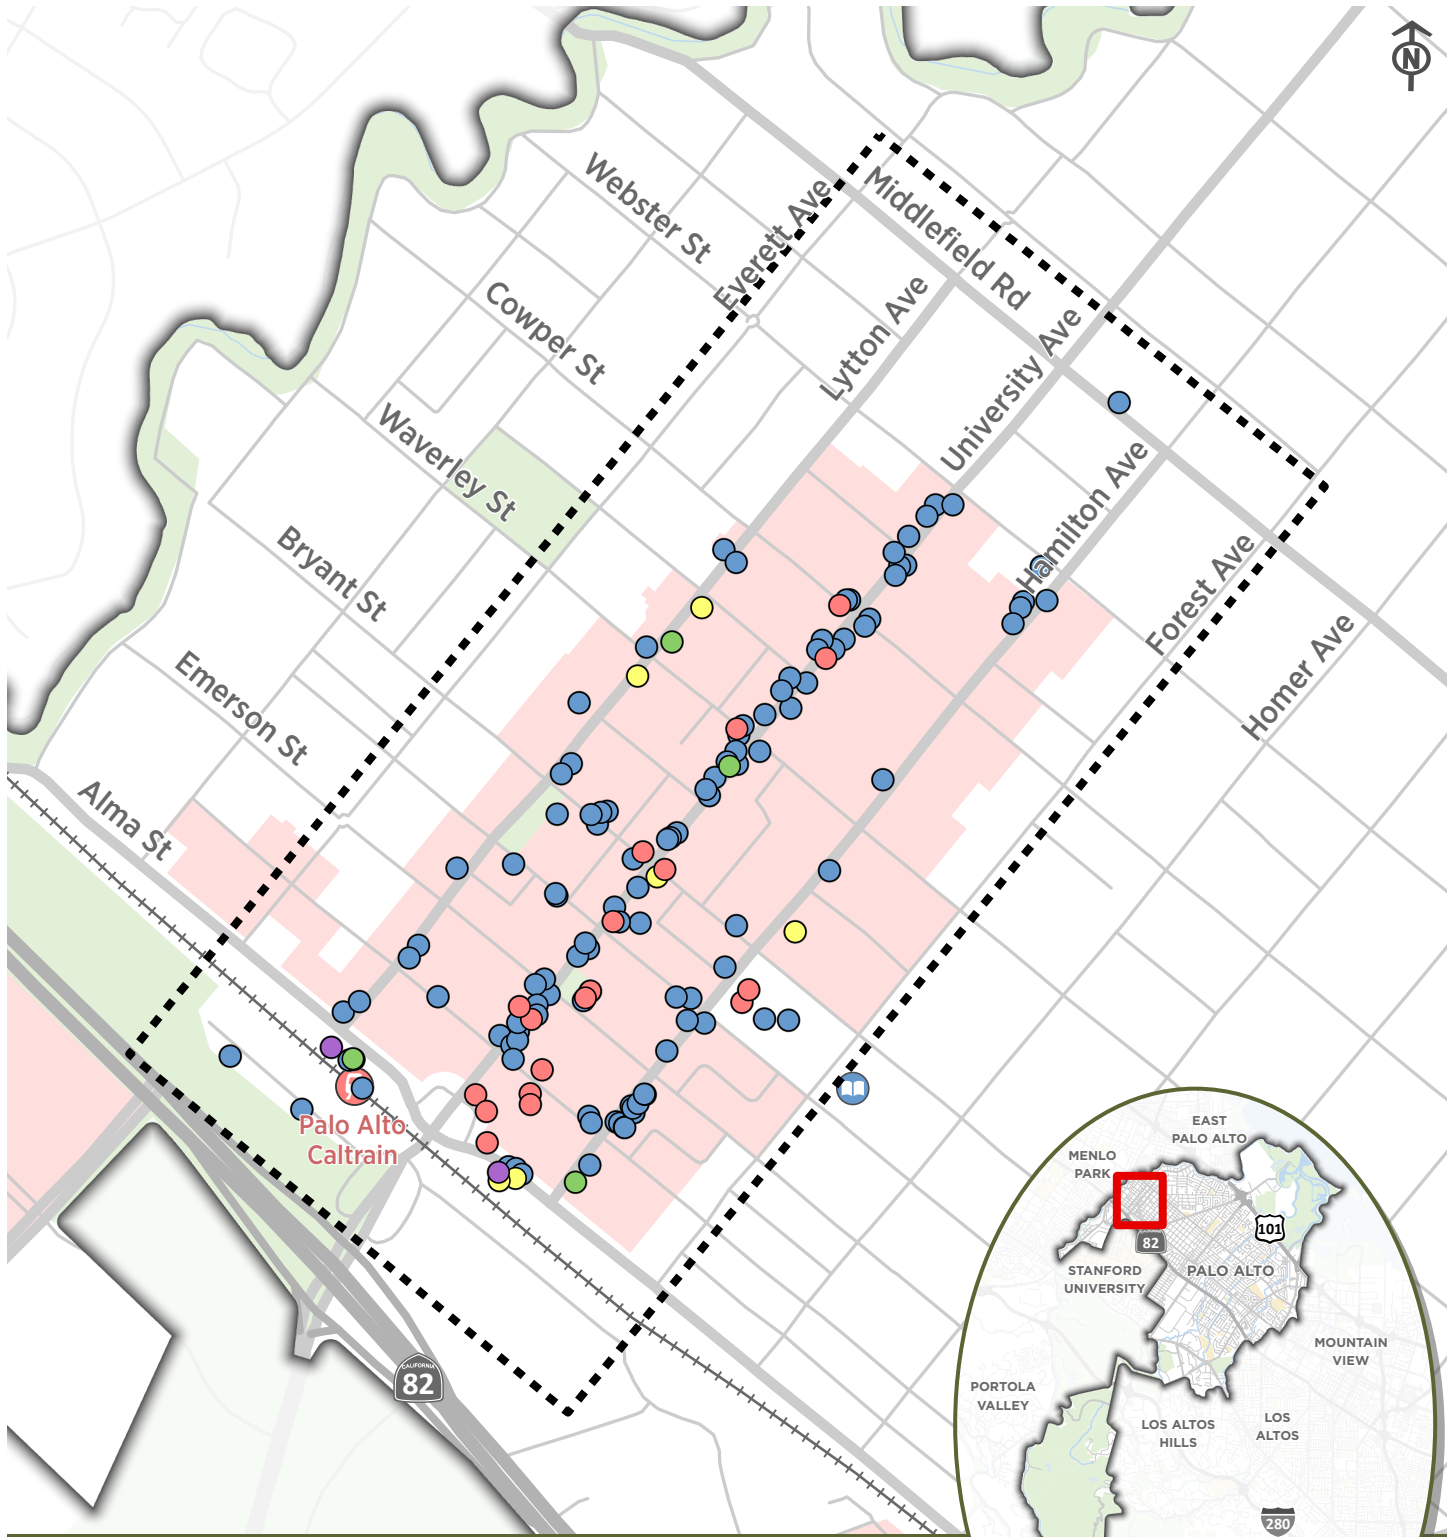 N
Webster St
Everett Ave
Middlefield Rd
Cowper St
Lytton Ave
University Ave
Waverley St
Hamilton Ave
Bryant St
Forest Ave
Emerson St
Homer Ave
Alma St
Palo Alto
Caltrain
CALIFORNIA
82
EAST
PALO ALTO
MENLO
PARK
101
82
STANFORD
UNIVERSITY
PALO ALTO
MOUNTAIN
VIEW
PORTOLA
VALLEY
LOS ALTOS
HILLS
LOS
ALTOS
280